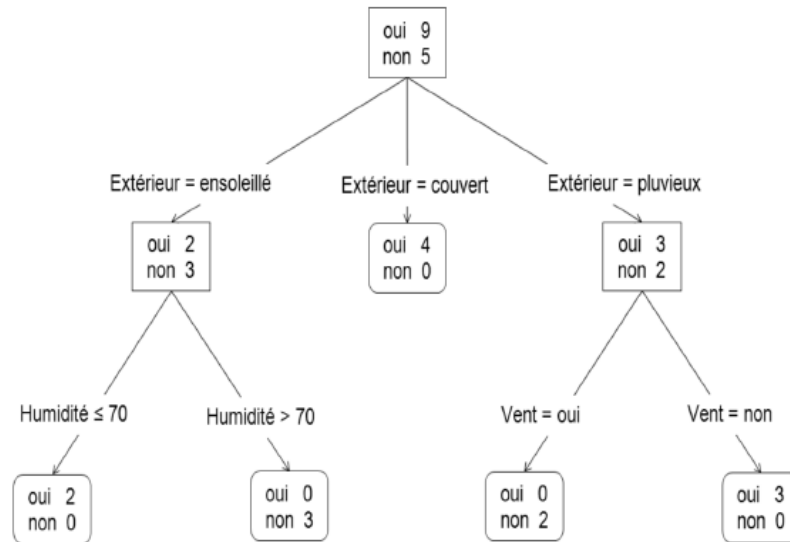 oui 9
non 5
Extérieur = ensoleillé
Extérieur = couvert
Extérieur = pluvieux
oui 2
non 3
oui 4
non 0
oui 3
non 2
Humidité ≤ 70
Humidité > 70
Vent = oui
Vent = non
oui 2
non 0
oui 0
non 3
oui 0
non 2
oui 3
non 0